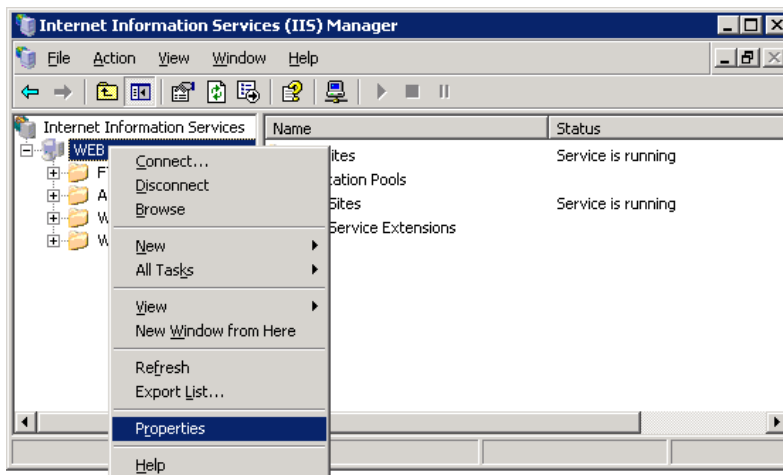 Internet Information Services (IIS) Manager
File Action View Window Help
Internet Information Services
Name Status
WEB
F
A
W
W
ites Service is running
ation Pools
Sites Service is running
Service Extensions
Connect...
Disconnect
Browse
New
All Tasks
View
New Window from Here
Refresh
Export List...
Properties
Help